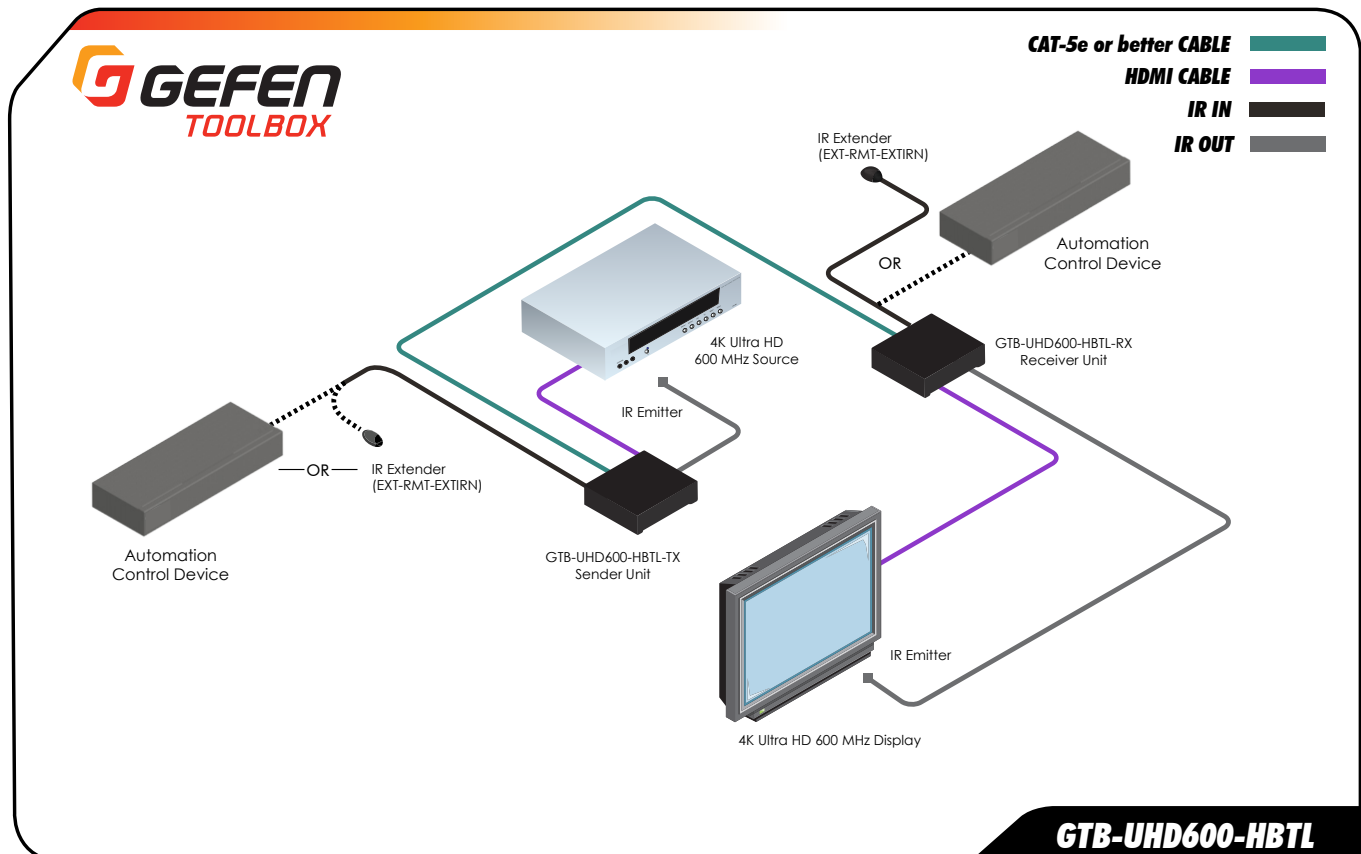 GEFEN
TOOLBOX
CAT-5e or better CABLE
HDMI CABLE
IR IN
IR OUT
IR Extender
(EXT-RMT-EXTIRN)
OR
Automation
Control Device
4K Ultra HD
600 MHz Source
GTB-UHD600-HBTL-RX
Receiver Unit
IR Emitter
OR
IR Extender
(EXT-RMT-EXTIRN)
Automation
Control Device
GTB-UHD600-HBTL-TX
Sender Unit
IR Emitter
4K Ultra HD 600 MHz Display
GTB-UHD600-HBTL